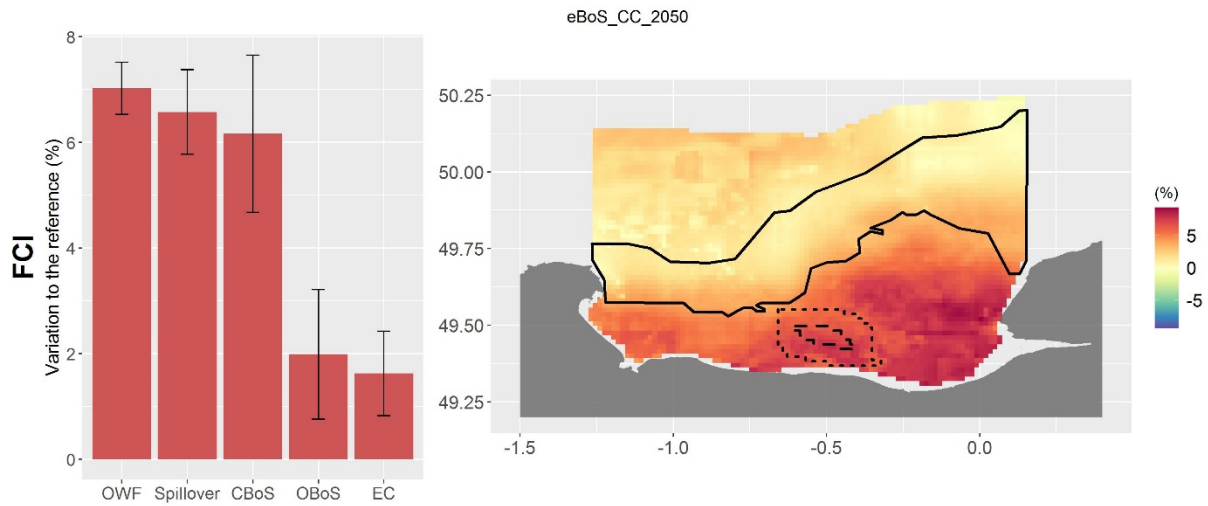 eBoS_CC_2050
FCI
Variation to the reference (%)
8
6
4
2
0
OWF Spillover CBoS OBoS EC
50.25
50.00
49.75
49.50
49.25
-1.5 -1.0 -0.5 0.0
(%)
5
0
-5